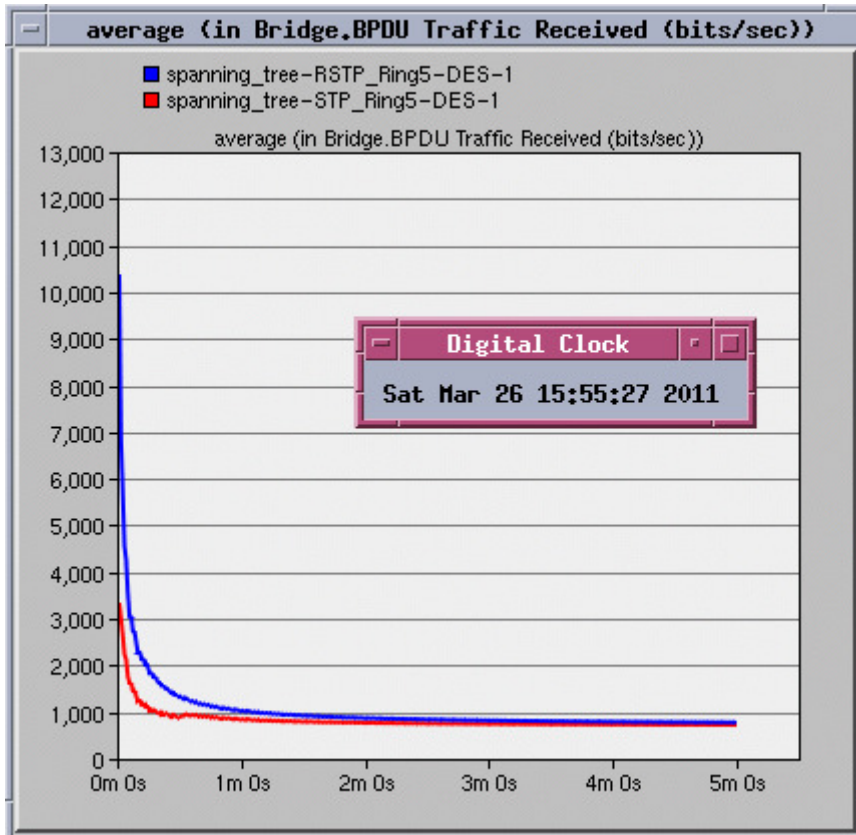 average (in Bridge.BPDU Traffic Received (bits/sec))
spanning_tree-RSTP_Ring5-DES-1
spanning_tree-STP_Ring5-DES-1
average (in Bridge.BPDU Traffic Received (bits/sec))
13,000
12,000
11,000
10,000
9,000
8,000
7,000
6,000
5,000
4,000
3,000
2,000
1,000
0
Digital Clock
Sat Mar 26 15:55:27 2011
0m 0s 1m 0s 2m 0s 3m 0s 4m 0s 5m 0s